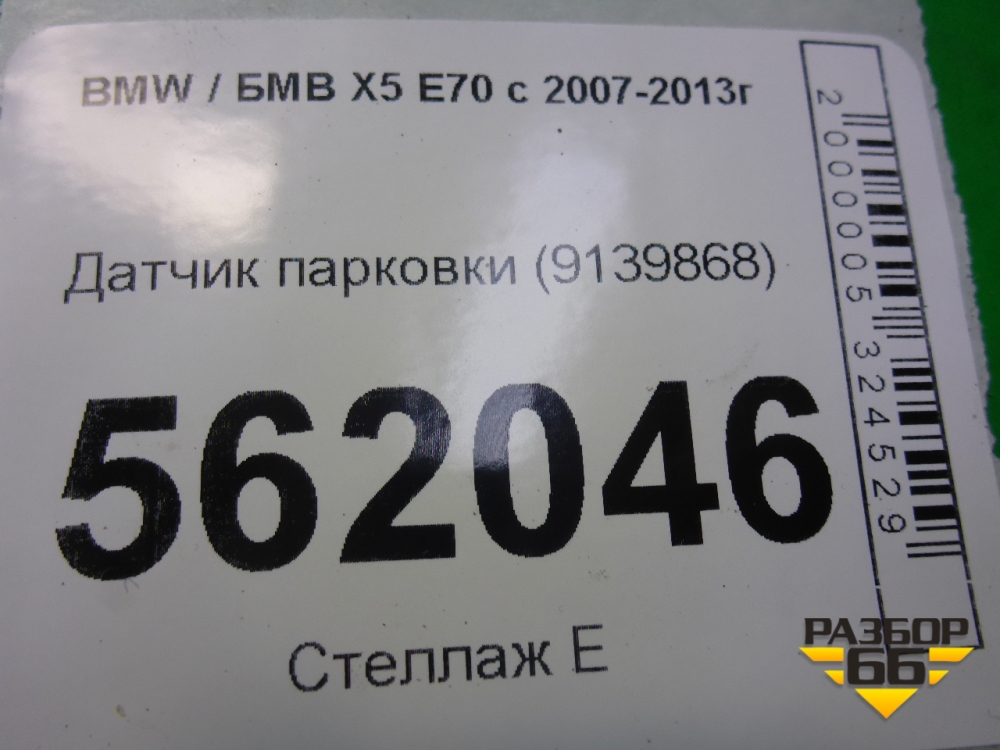 BMW / БМВ X5 E70 с 2007-2013г
Датчик парковки (9139868)
562046
Стеллаж Е
2000005324529
РАЗБОР
66